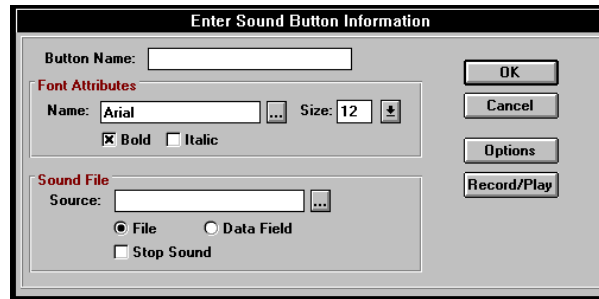 Enter Sound Button Information
Button Name:
Font Attributes
Name: Arial ... Size: 12
Bold Italic
Sound File
Source: ...
File Data Field
Stop Sound
OK
Cancel
Options
Record/Play